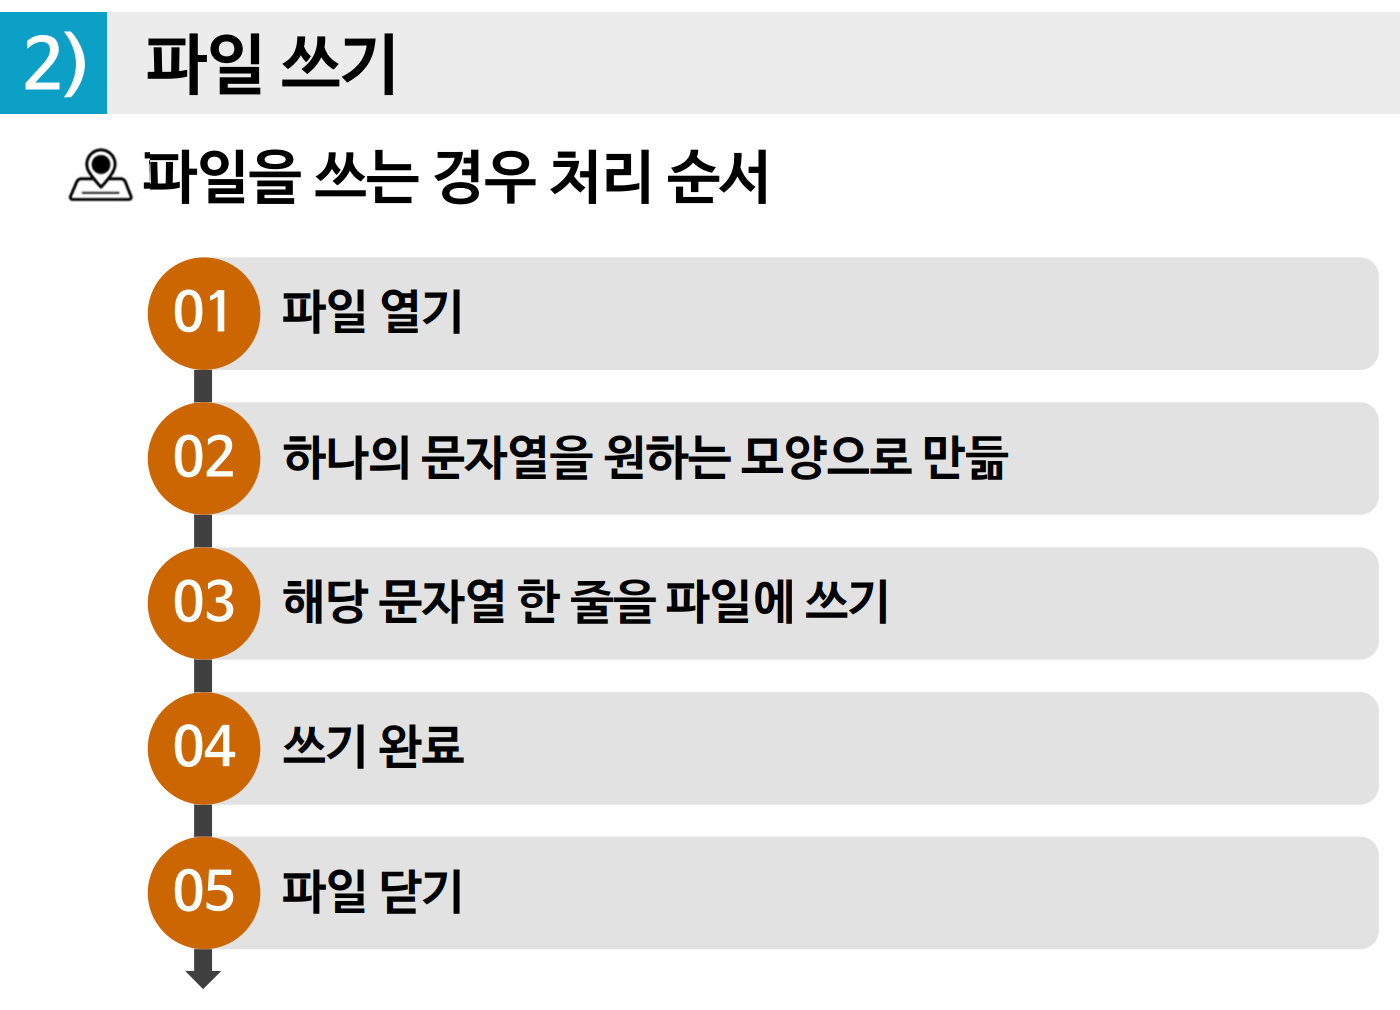 2) 파일 쓰기
파일을 쓰는 경우 처리 순서
01 파일 열기
02 하나의 문자열을 원하는 모양으로 만듦
03 해당 문자열 한 줄을 파일에 쓰기
04 쓰기 완료
05 파일 닫기